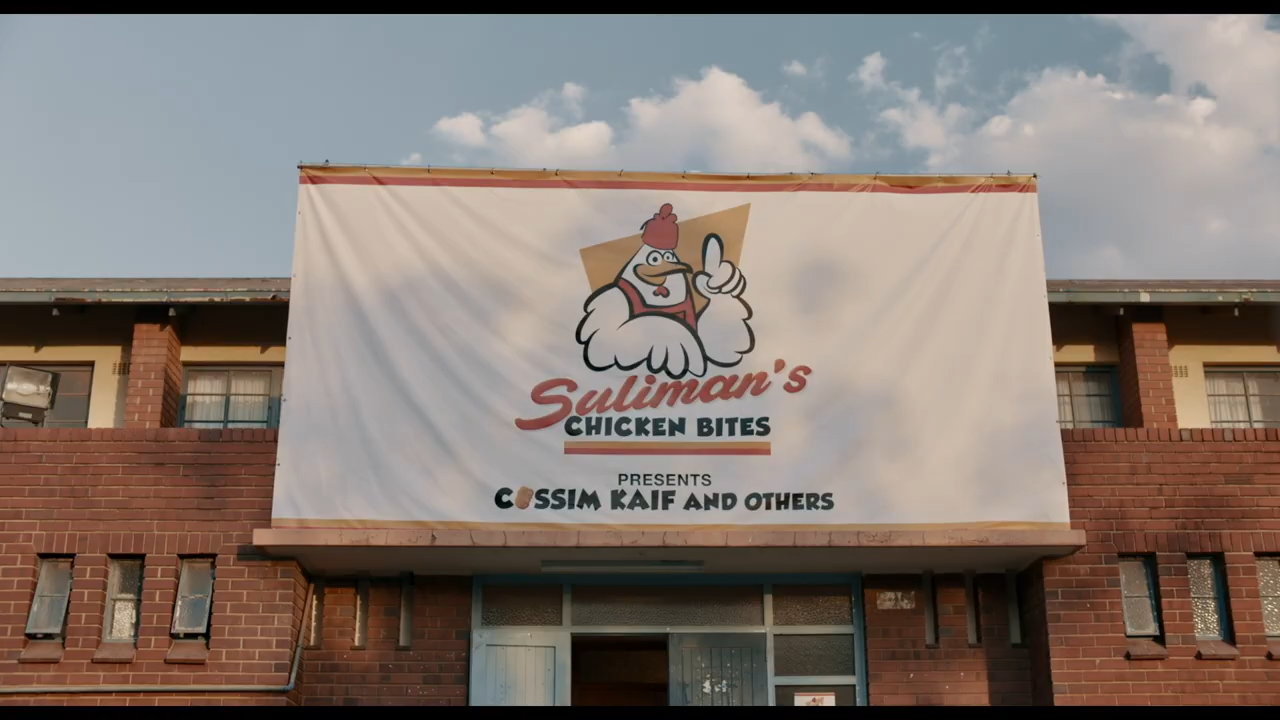 Suliman's
CHICKEN BITES
PRESENTS
COSSIM KAIF AND OTHERS